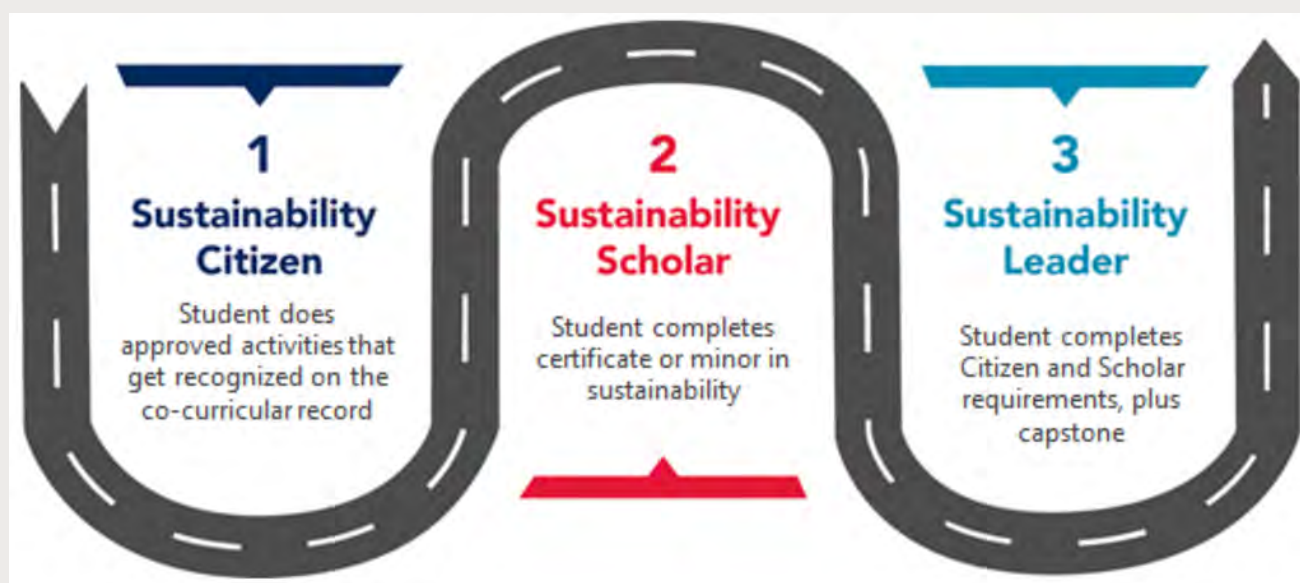 1
Sustainability
Citizen
Student does
approved activities that
get recognized on the
co-curricular record
2
Sustainability
Scholar
Student completes
certificate or minor in
sustainability
3
Sustainability
Leader
Student completes
Citizen and Scholar
requirements, plus
capstone